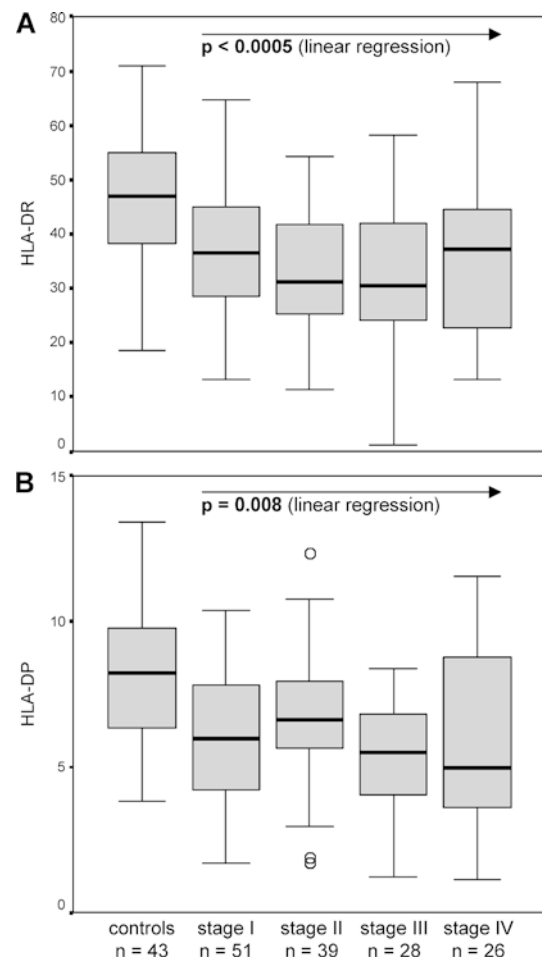 A
80
p < 0.0005 (linear regression)
70
60
50
40
30
20
10
0
HLA-DR
B
15
p = 0.008 (linear regression)
10
5
0
HLA-DP
controls stage I stage II stage III stage IV
n = 43 n = 51 n = 39 n = 28 n = 26